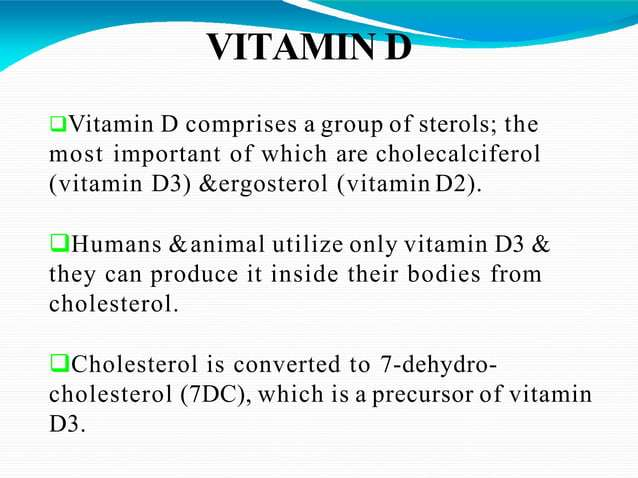 VITAMIN D
❑Vitamin D comprises a group of sterols; the
most important of which are cholecalciferol
(vitamin D3) &ergosterol (vitamin D2).
❑Humans & animal utilize only vitamin D3 &
they can produce it inside their bodies from
cholesterol.
❑Cholesterol is converted to 7-dehydro-
cholesterol (7DC), which is a precursor of vitamin
D3.